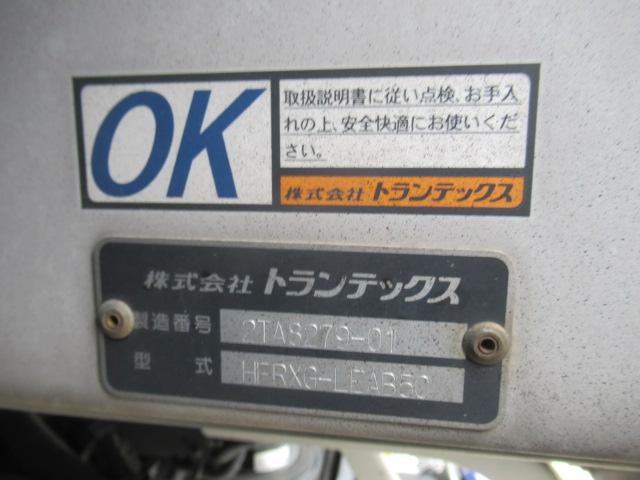 OK
取扱説明書に従い点検、お手入
れの上、安全快適にお使いくだ
さい。
株式会社トランテックス
株式会社トランテックス
製造番号 2TA8279-01
型式 HFRXG-LEAB50